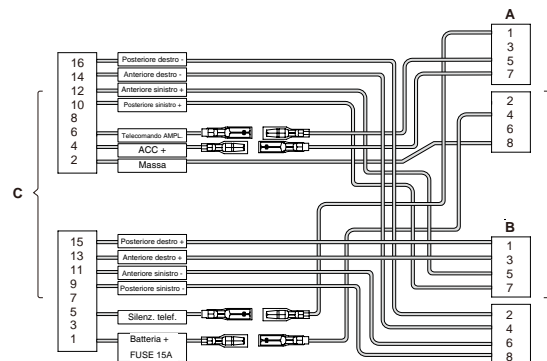 A
1
3
5
7
2
4
6
8
16
14
12
10
8
6
4
2
Posteriore destro -
Anteriore destro -
Anteriore sinistro +
Posteriore sinistro +
Telecomando AMPL.
ACC +
Massa
C
B
1
3
5
7
2
4
6
8
15
13
11
9
7
5
3
1
Posteriore destro +
Anteriore destro +
Anteriore sinistro -
Posteriore sinistro -
Silenz. telef.
Batteria +
FUSE 15A